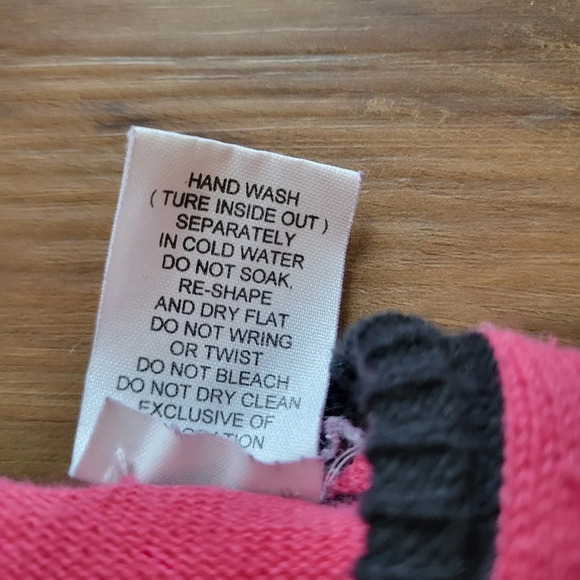 HAND WASH
( TURE INSIDE OUT )
SEPARATELY
IN COLD WATER
DO NOT SOAK,
RE-SHAPE
AND DRY FLAT
DO NOT WRING
OR TWIST
DO NOT BLEACH
DO NOT DRY CLEAN
EXCLUSIVE OF